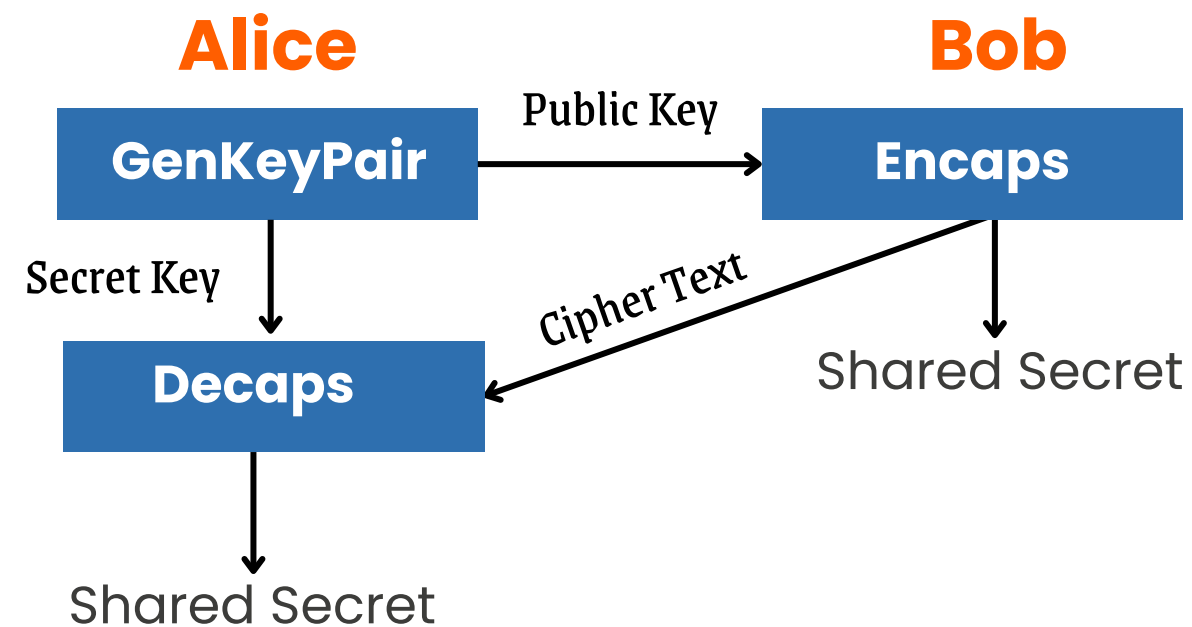 Alice
Bob
Public Key
GenKeyPair
Encaps
Secret Key
Cipher Text
Decaps
Shared Secret
Shared Secret